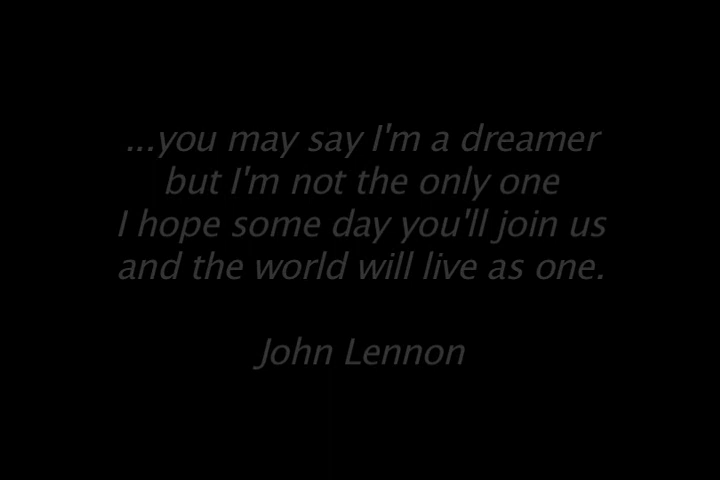 ...you may say I'm a dreamer
but I'm not the only one
I hope some day you'll join us
and the world will live as one.
John Lennon